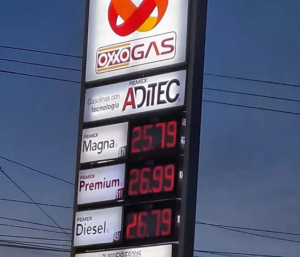 OXXO GAS
Gasolinas con
tecnología
PEMEX
ADITEC
PEMEX
Magna 25.79
PEMEX
Premium 26.99
PEMEX
Diesel 26.79